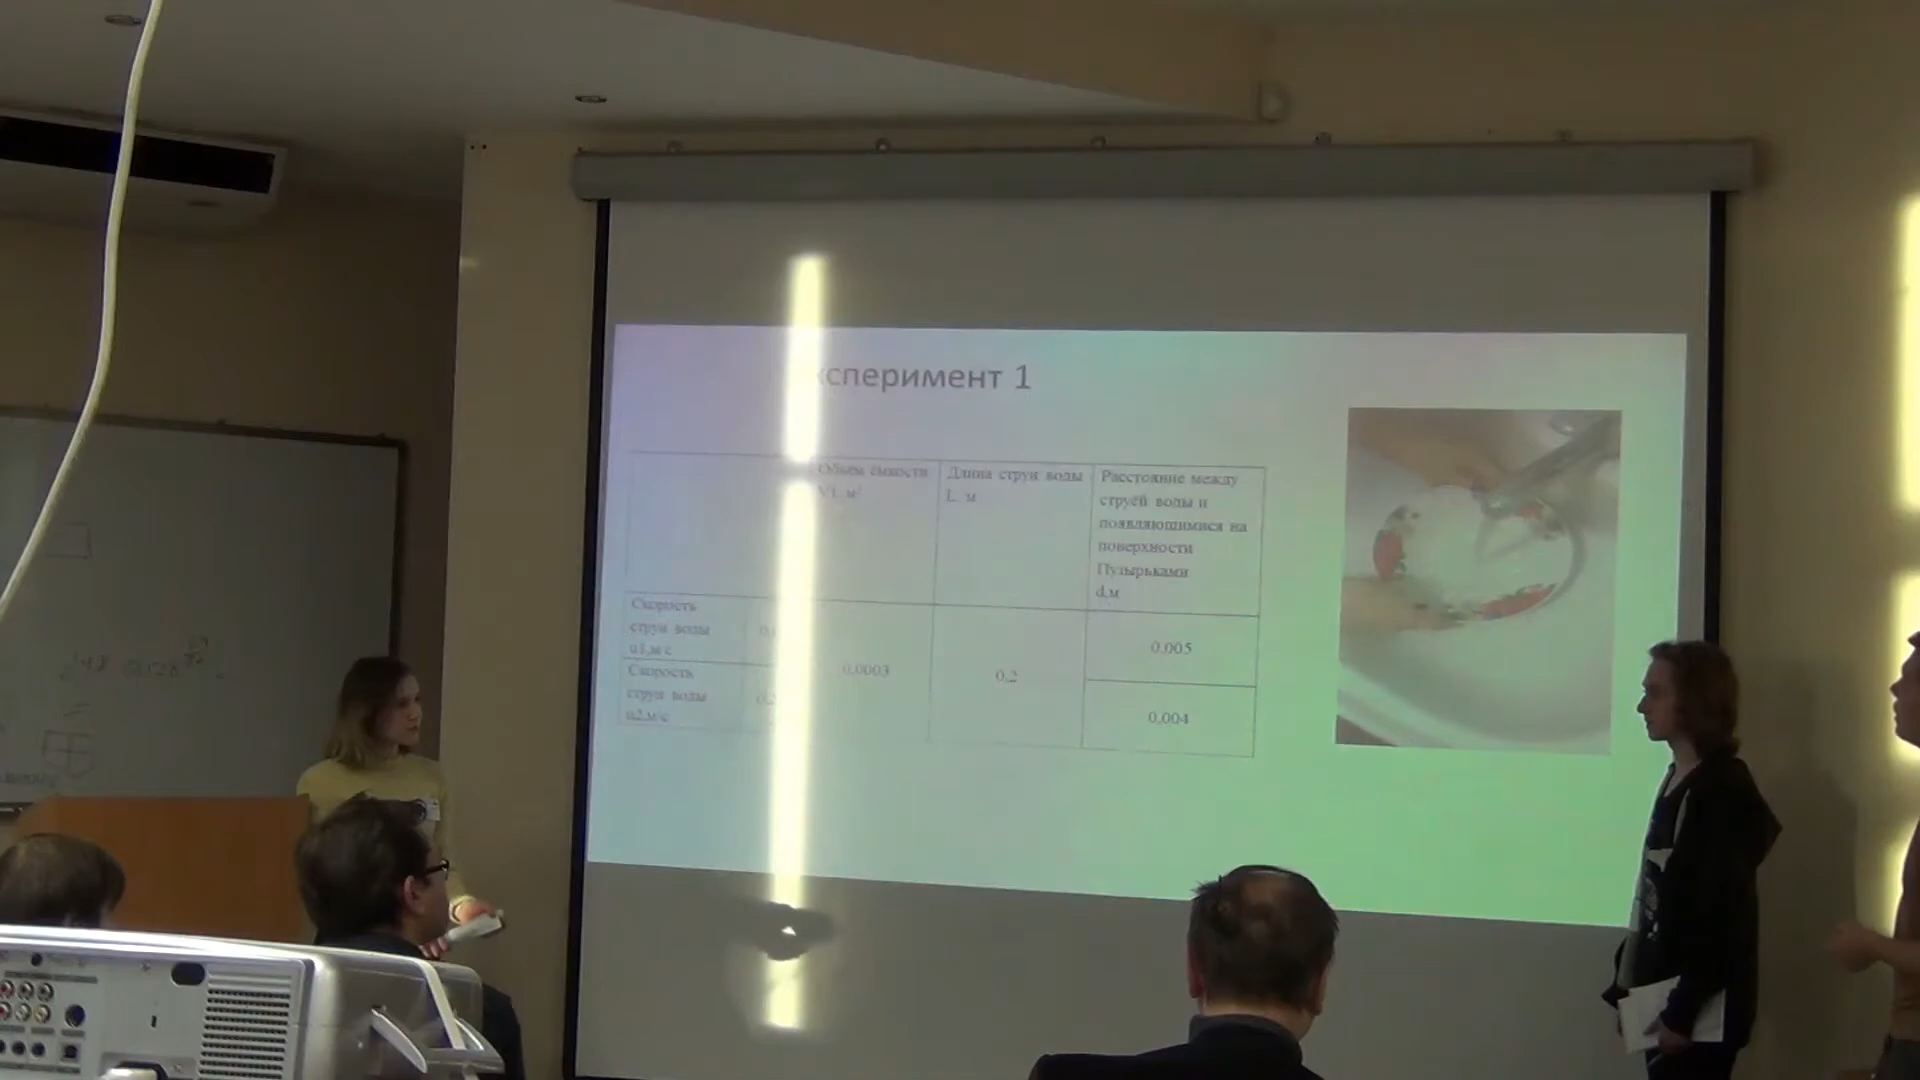 ксперимент 1
Объем емкости
V1, м³
Длина струи воды
L, м
Расстояние между
струёй воды и
появляющимися на
поверхности
Пузырьками
d,м
Скорость
струи воды
u1,м/с
0.0003
0,2
0.005
Скорость
струи воды
u2,м/с
0.004